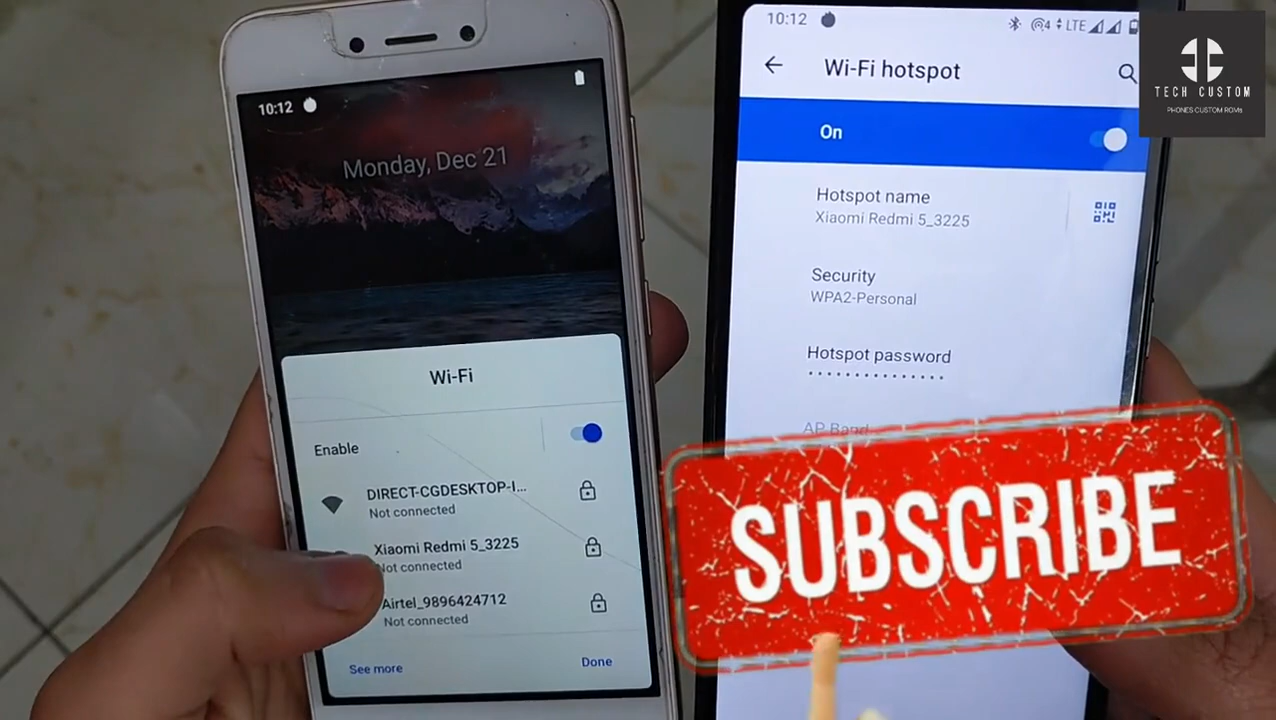 10:12
Monday, Dec 21
Wi-Fi
Enable
DIRECT-CGDESKTOP-I...
Not connected
Xiaomi Redmi 5_3225
Not connected
Airtel_9896424712
Not connected
See more
Done
10:12
4 LTE
Wi-Fi hotspot
On
Hotspot name
Xiaomi Redmi 5_3225
Security
WPA2-Personal
Hotspot password
AP Band
TECH CUSTOM
PHONES CUSTOM ROMs
SUBSCRIBE